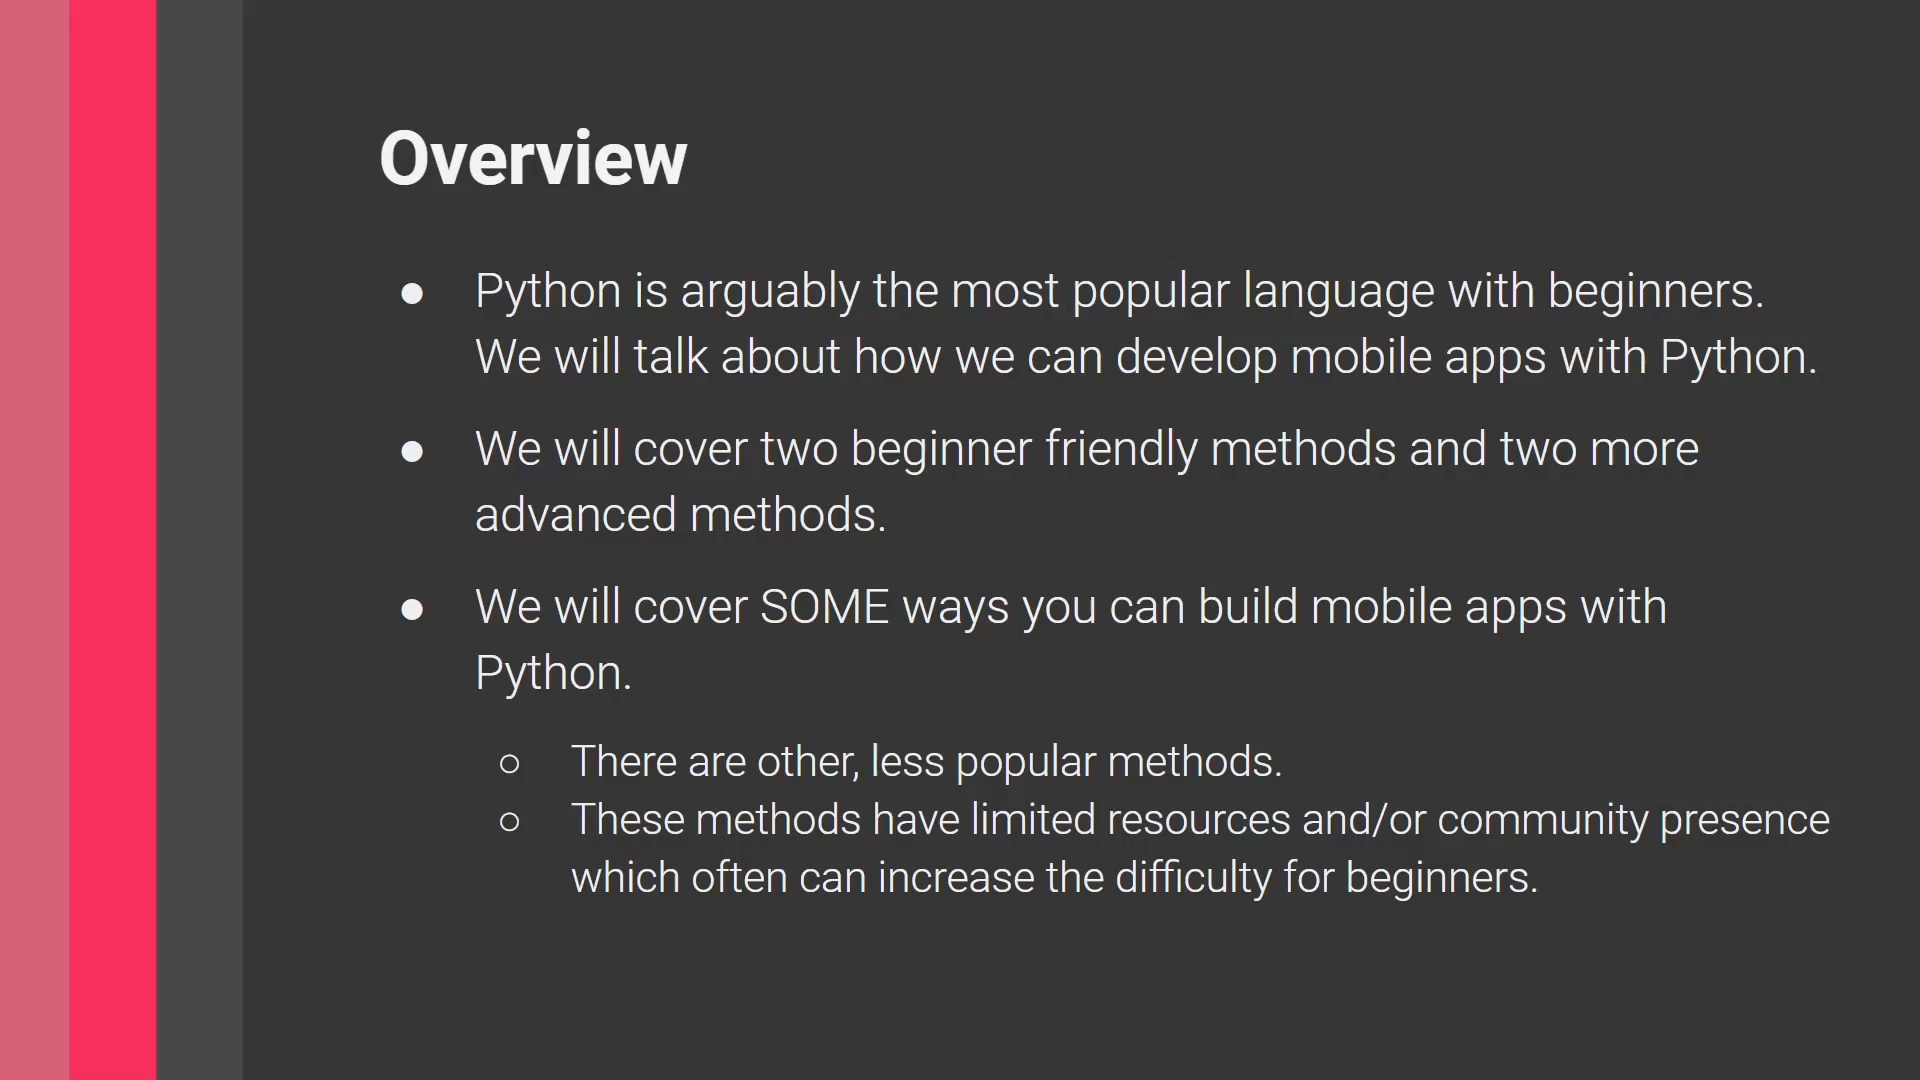 Overview
● Python is arguably the most popular language with beginners.
We will talk about how we can develop mobile apps with Python.
● We will cover two beginner friendly methods and two more
advanced methods.
● We will cover SOME ways you can build mobile apps with
Python.
○ There are other, less popular methods.
○ These methods have limited resources and/or community presence
which often can increase the difficulty for beginners.